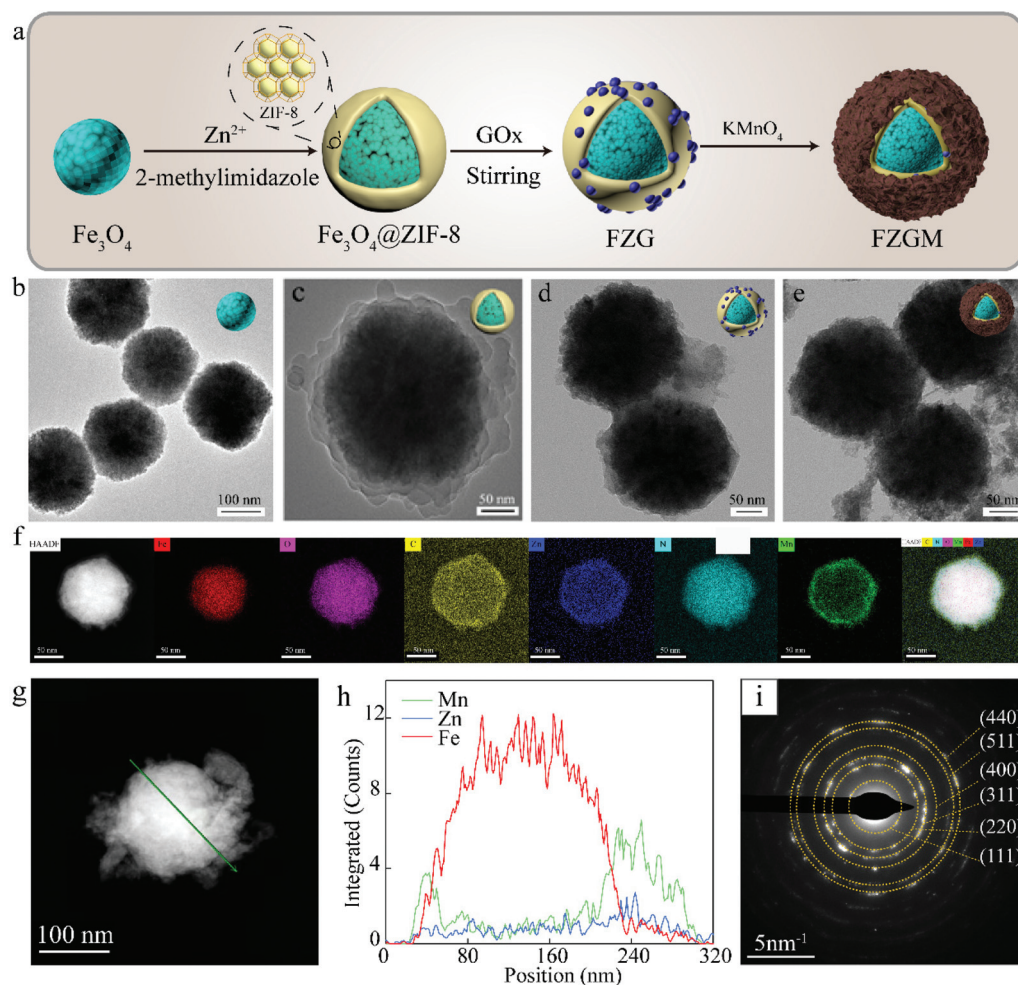 a
ZIF-8
Zn²⁺
2-methylimidazole
GOx
Stirring
KMnO₄
Fe₃O₄
Fe₃O₄@ZIF-8
FZG
FZGM
b
100 nm
c
50 nm
d
50 nm
e
50 nm
f
HAADF
Fe
O
C
Zn
N
Mn
50 nm
50 nm
50 nm
50 nm
50 nm
50 nm
50 nm
50 nm
g
100 nm
h
Mn
Zn
Fe
Integrated (Counts)
12
8
4
0
0
80
160
240
320
Position (nm)
i
(440)
(511)
(400)
(311)
(220)
(111)
5nm⁻¹